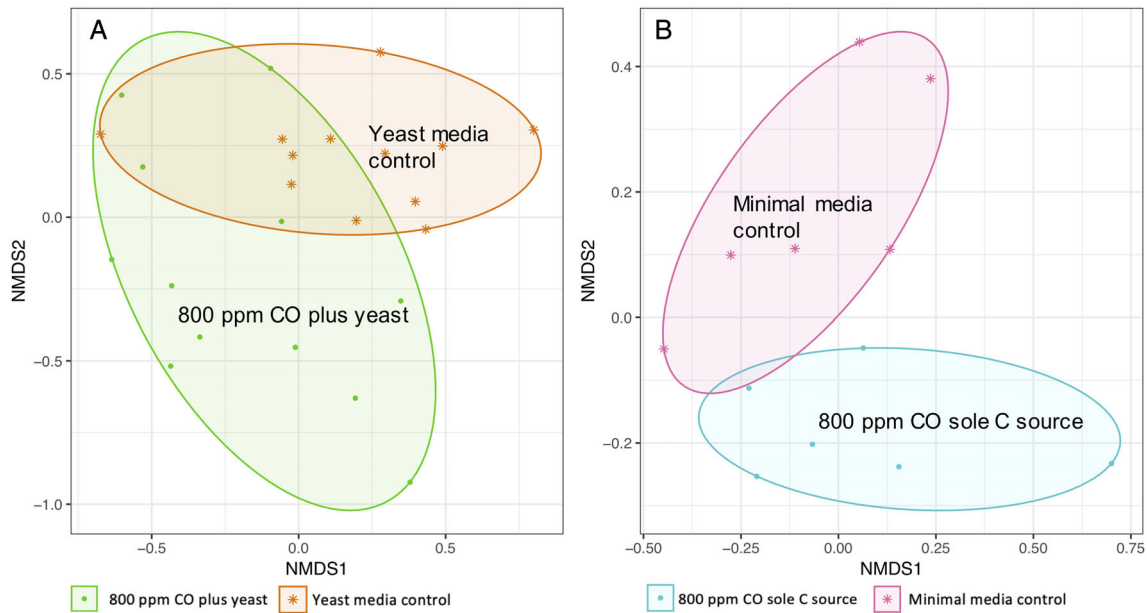 A
0.5
0.0
−0.5
−1.0
NMDS2
Yeast media
control
800 ppm CO plus yeast
−0.5
0.0
0.5
NMDS1
800 ppm CO plus yeast
Yeast media control
B
0.4
0.2
0.0
−0.2
NMDS2
Minimal media
control
800 ppm CO sole C source
−0.50
−0.25
0.00
0.25
0.50
0.75
NMDS1
800 ppm CO sole C source
Minimal media control